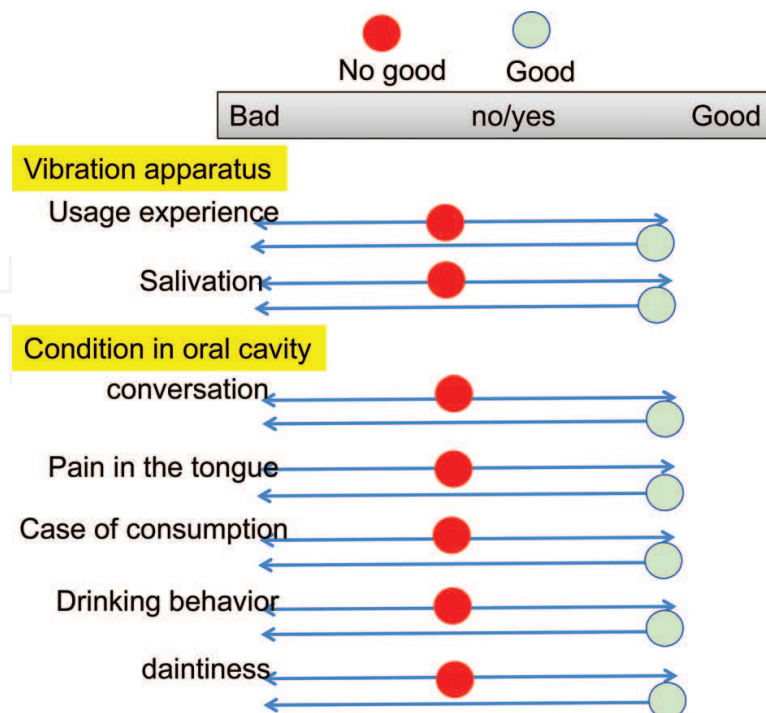 No good Good
Bad no/yes Good
Vibration apparatus
Usage experience
Salivation
Condition in oral cavity
conversation
Pain in the tongue
Case of consumption
Drinking behavior
daintiness